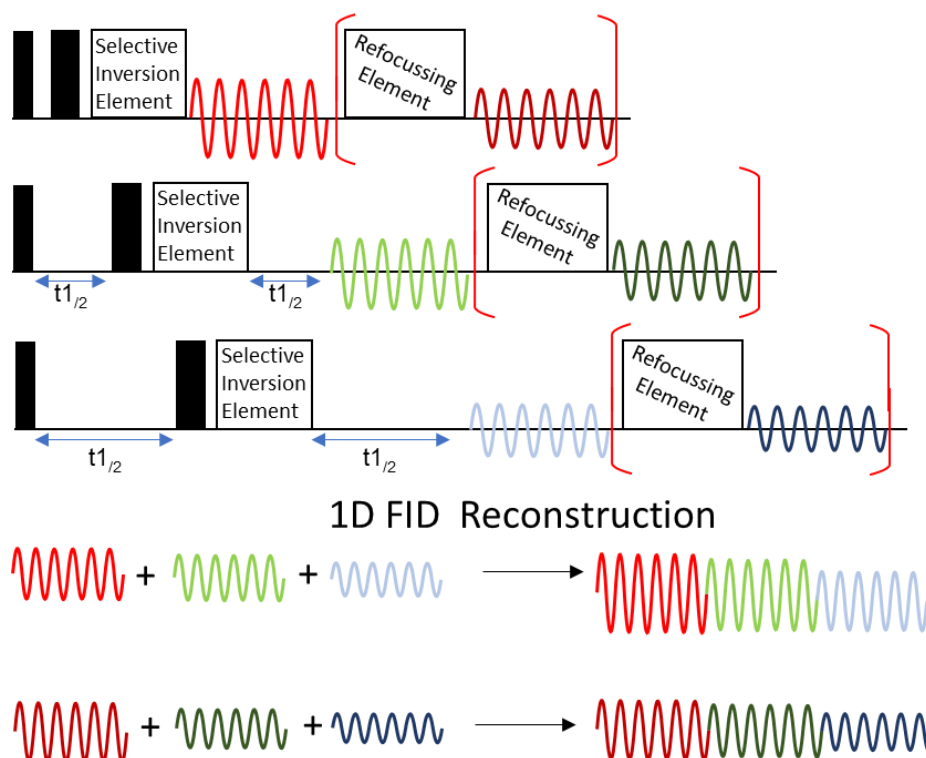 Selective
Inversion
Element
Refocussing
Element
Selective
Inversion
Element
Refocussing
Element
t1/2
t1/2
Selective
Inversion
Element
Refocussing
Element
t1/2
t1/2
1D FID Reconstruction
+ +
+ +